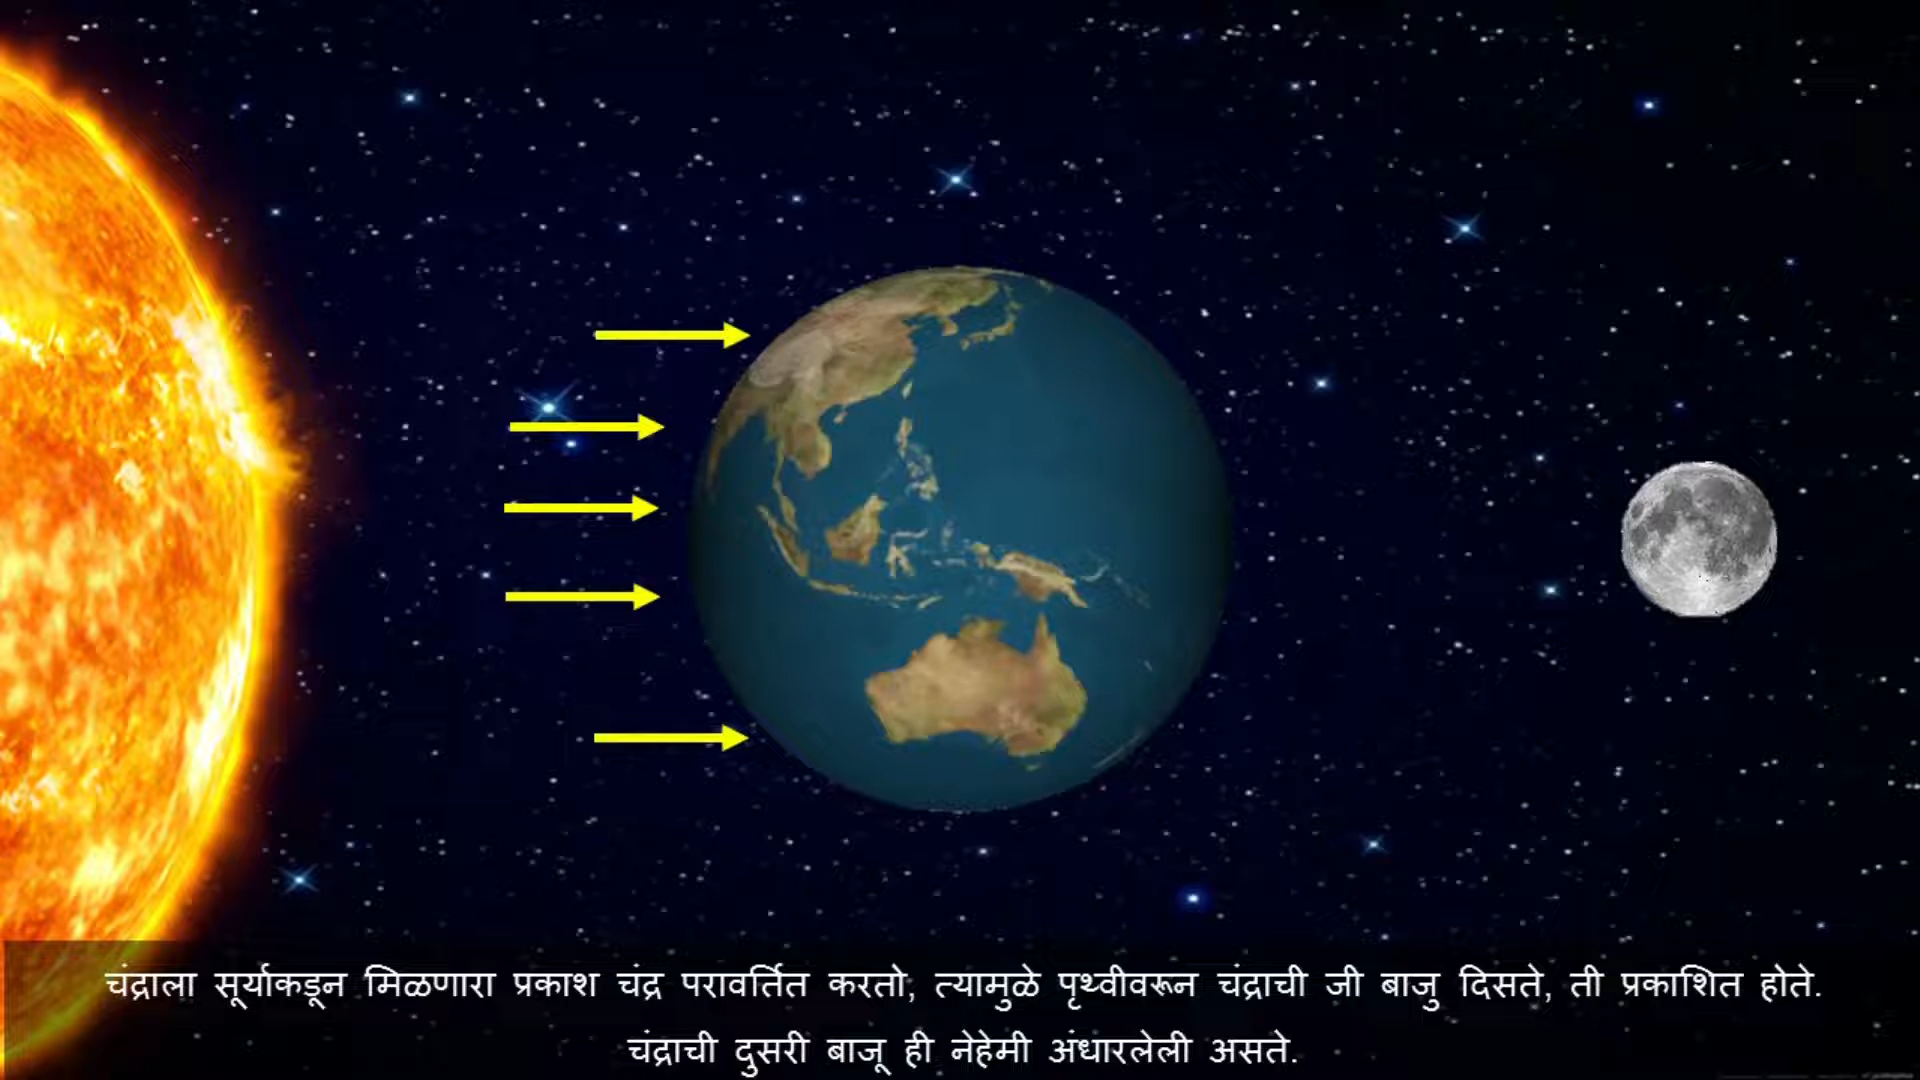 चंद्राला सूर्याकडून मिळणारा प्रकाश चंद्र परावर्तित करतो, त्यामुळे पृथ्वीवरून चंद्राची जी बाजु दिसते, ती प्रकाशित होते.
चंद्राची दुसरी बाजू ही नेहेमी अंधारलेली असते.